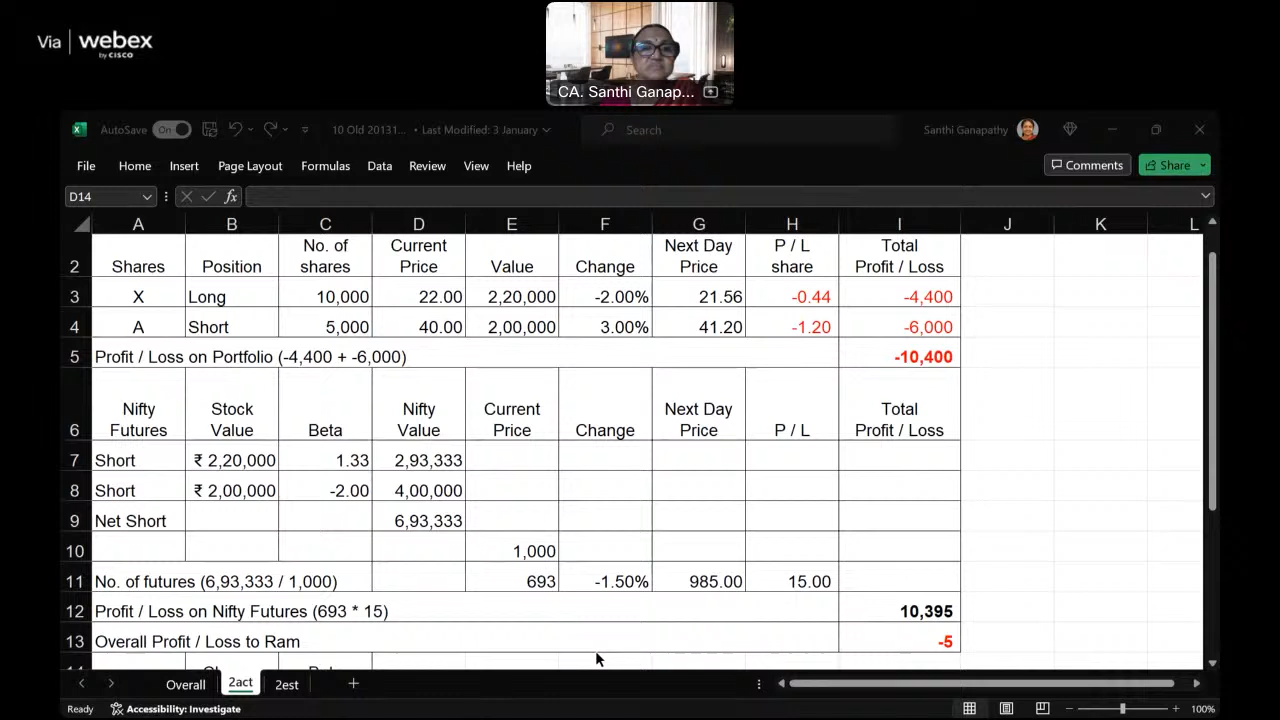 Via | webex
by CISCO
CA. Santhi Ganap...
AutoSave On 10 Old 20131... • Last Modified: 3 January Search Santhi Ganapathy
File Home Insert Page Layout Formulas Data Review View Help Comments Share
D14 fx
A B C D E F G H I J K L
2 Shares Position No. of shares Current Price Value Change Next Day Price P / L share Total Profit / Loss
3 X Long 10,000 22.00 2,20,000 -2.00% 21.56 -0.44 -4,400
4 A Short 5,000 40.00 2,00,000 3.00% 41.20 -1.20 -6,000
5 Profit / Loss on Portfolio (-4,400 + -6,000) -10,400
6 Nifty Futures Stock Value Beta Nifty Value Current Price Change Next Day Price P / L Total Profit / Loss
7 Short ₹ 2,20,000 1.33 2,93,333
8 Short ₹ 2,00,000 -2.00 4,00,000
9 Net Short 6,93,333
10 1,000
11 No. of futures (6,93,333 / 1,000) 693 -1.50% 985.00 15.00
12 Profit / Loss on Nifty Futures (693 * 15) 10,395
13 Overall Profit / Loss to Ram -5
Overall 2act 2est
Ready Accessibility: Investigate 100%